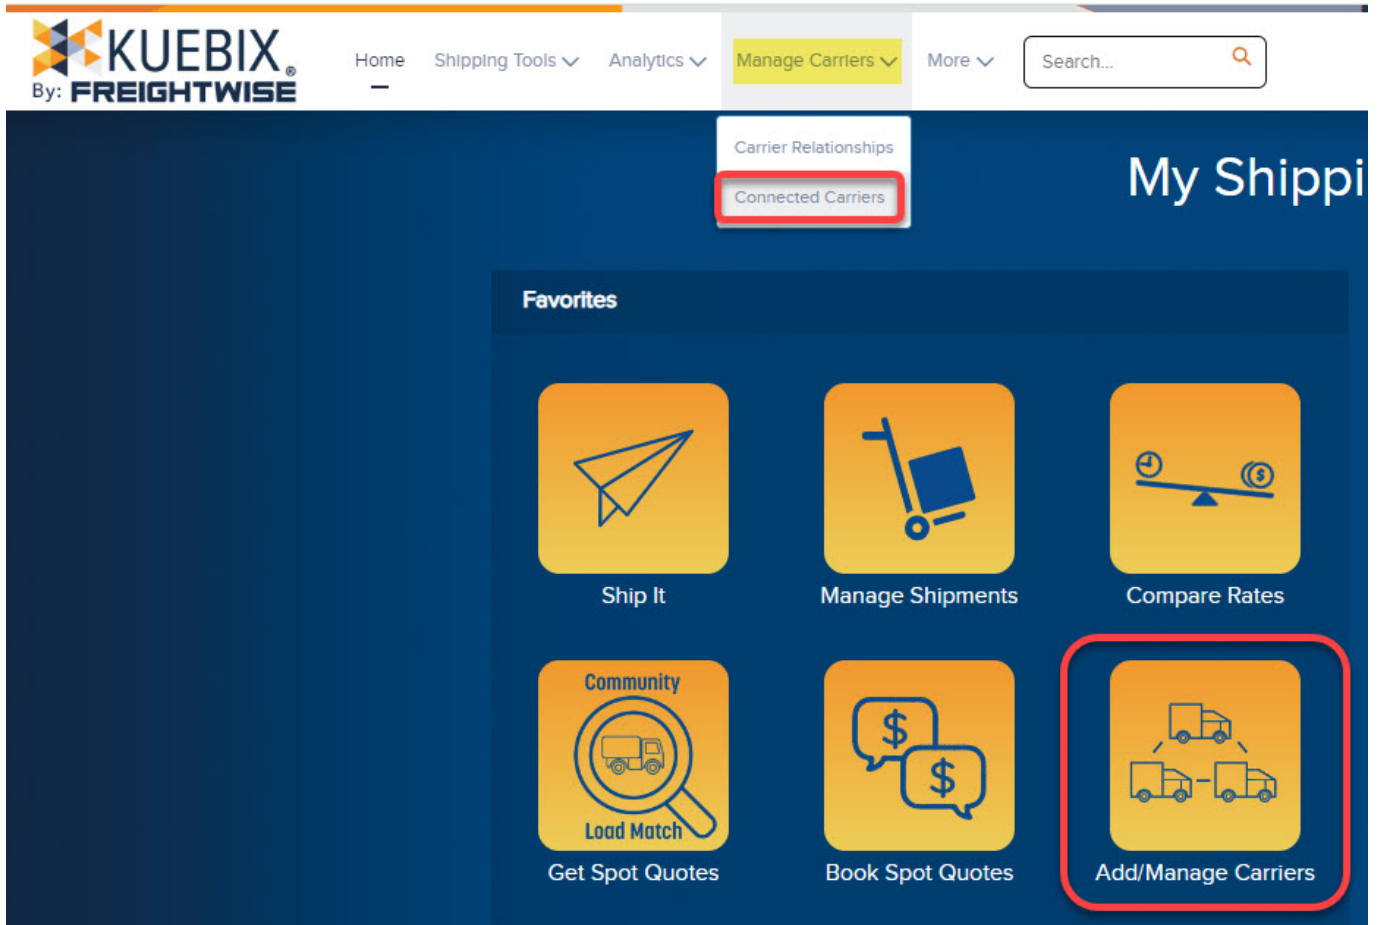 KUEBIX®
By: FREIGHTWISE
Home
Shipping Tools
Analytics
Manage Carriers
More
Search...
Carrier Relationships
Connected Carriers
My Shippi
Favorites
Ship It
Manage Shipments
$
Compare Rates
Community
Load Match
Get Spot Quotes
$
$
Book Spot Quotes
Add/Manage Carriers